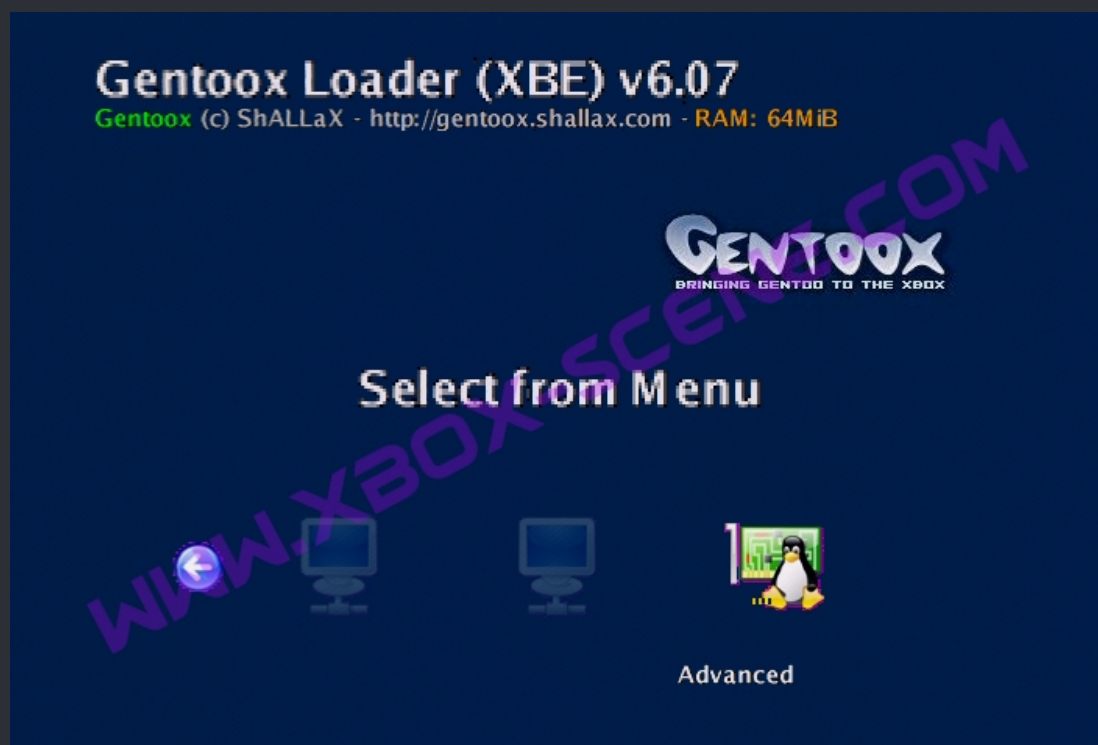 Gentoox Loader (XBE) v6.07
Gentoox (c) ShALLaX - http://gentoox.shallax.com - RAM: 64MiB
GENTOOX
BRINGING GENTOO TO THE XBOX
Select from Menu
WWW.XBOX-SCENE.COM
Advanced